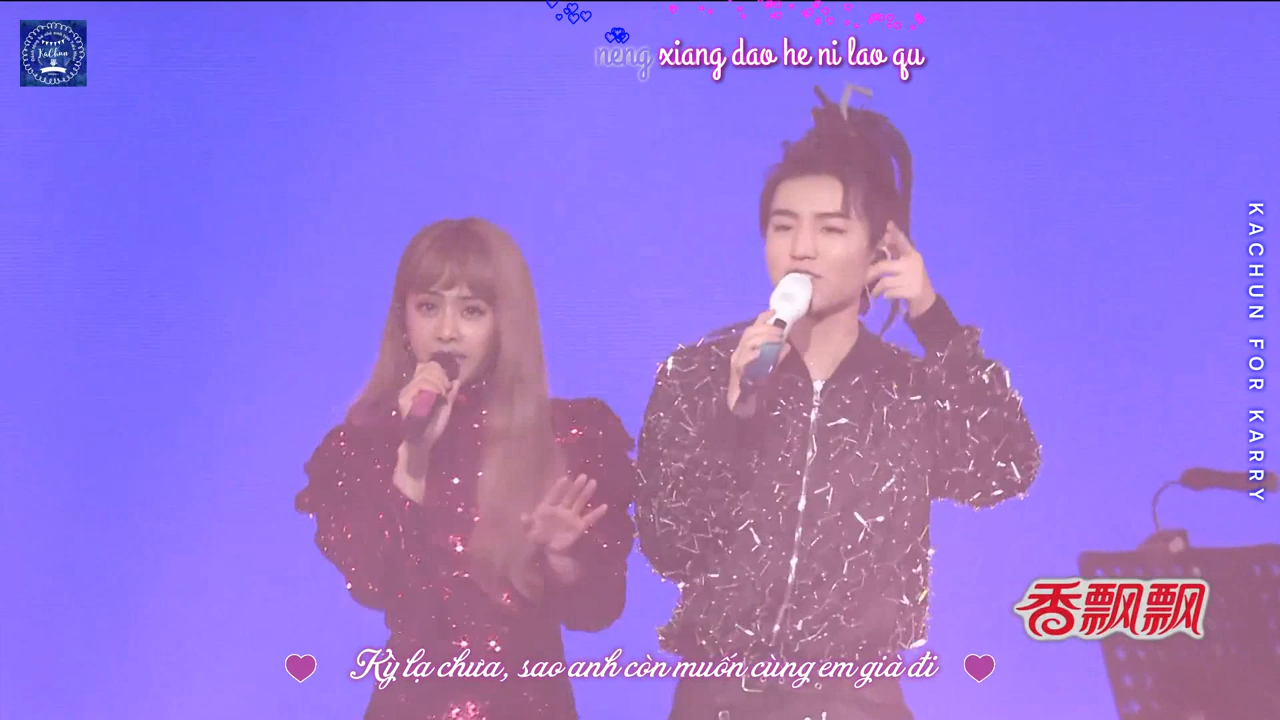 neng xiang dao he ni lao qu
KaChun
KACHUN FOR KARRY
香飘飘
Kỳ lạ chưa, sao anh còn muốn cùng em già đi